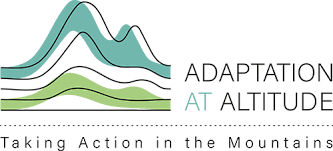 ADAPTATION
AT ALTITUDE
Taking Action in the Mountains